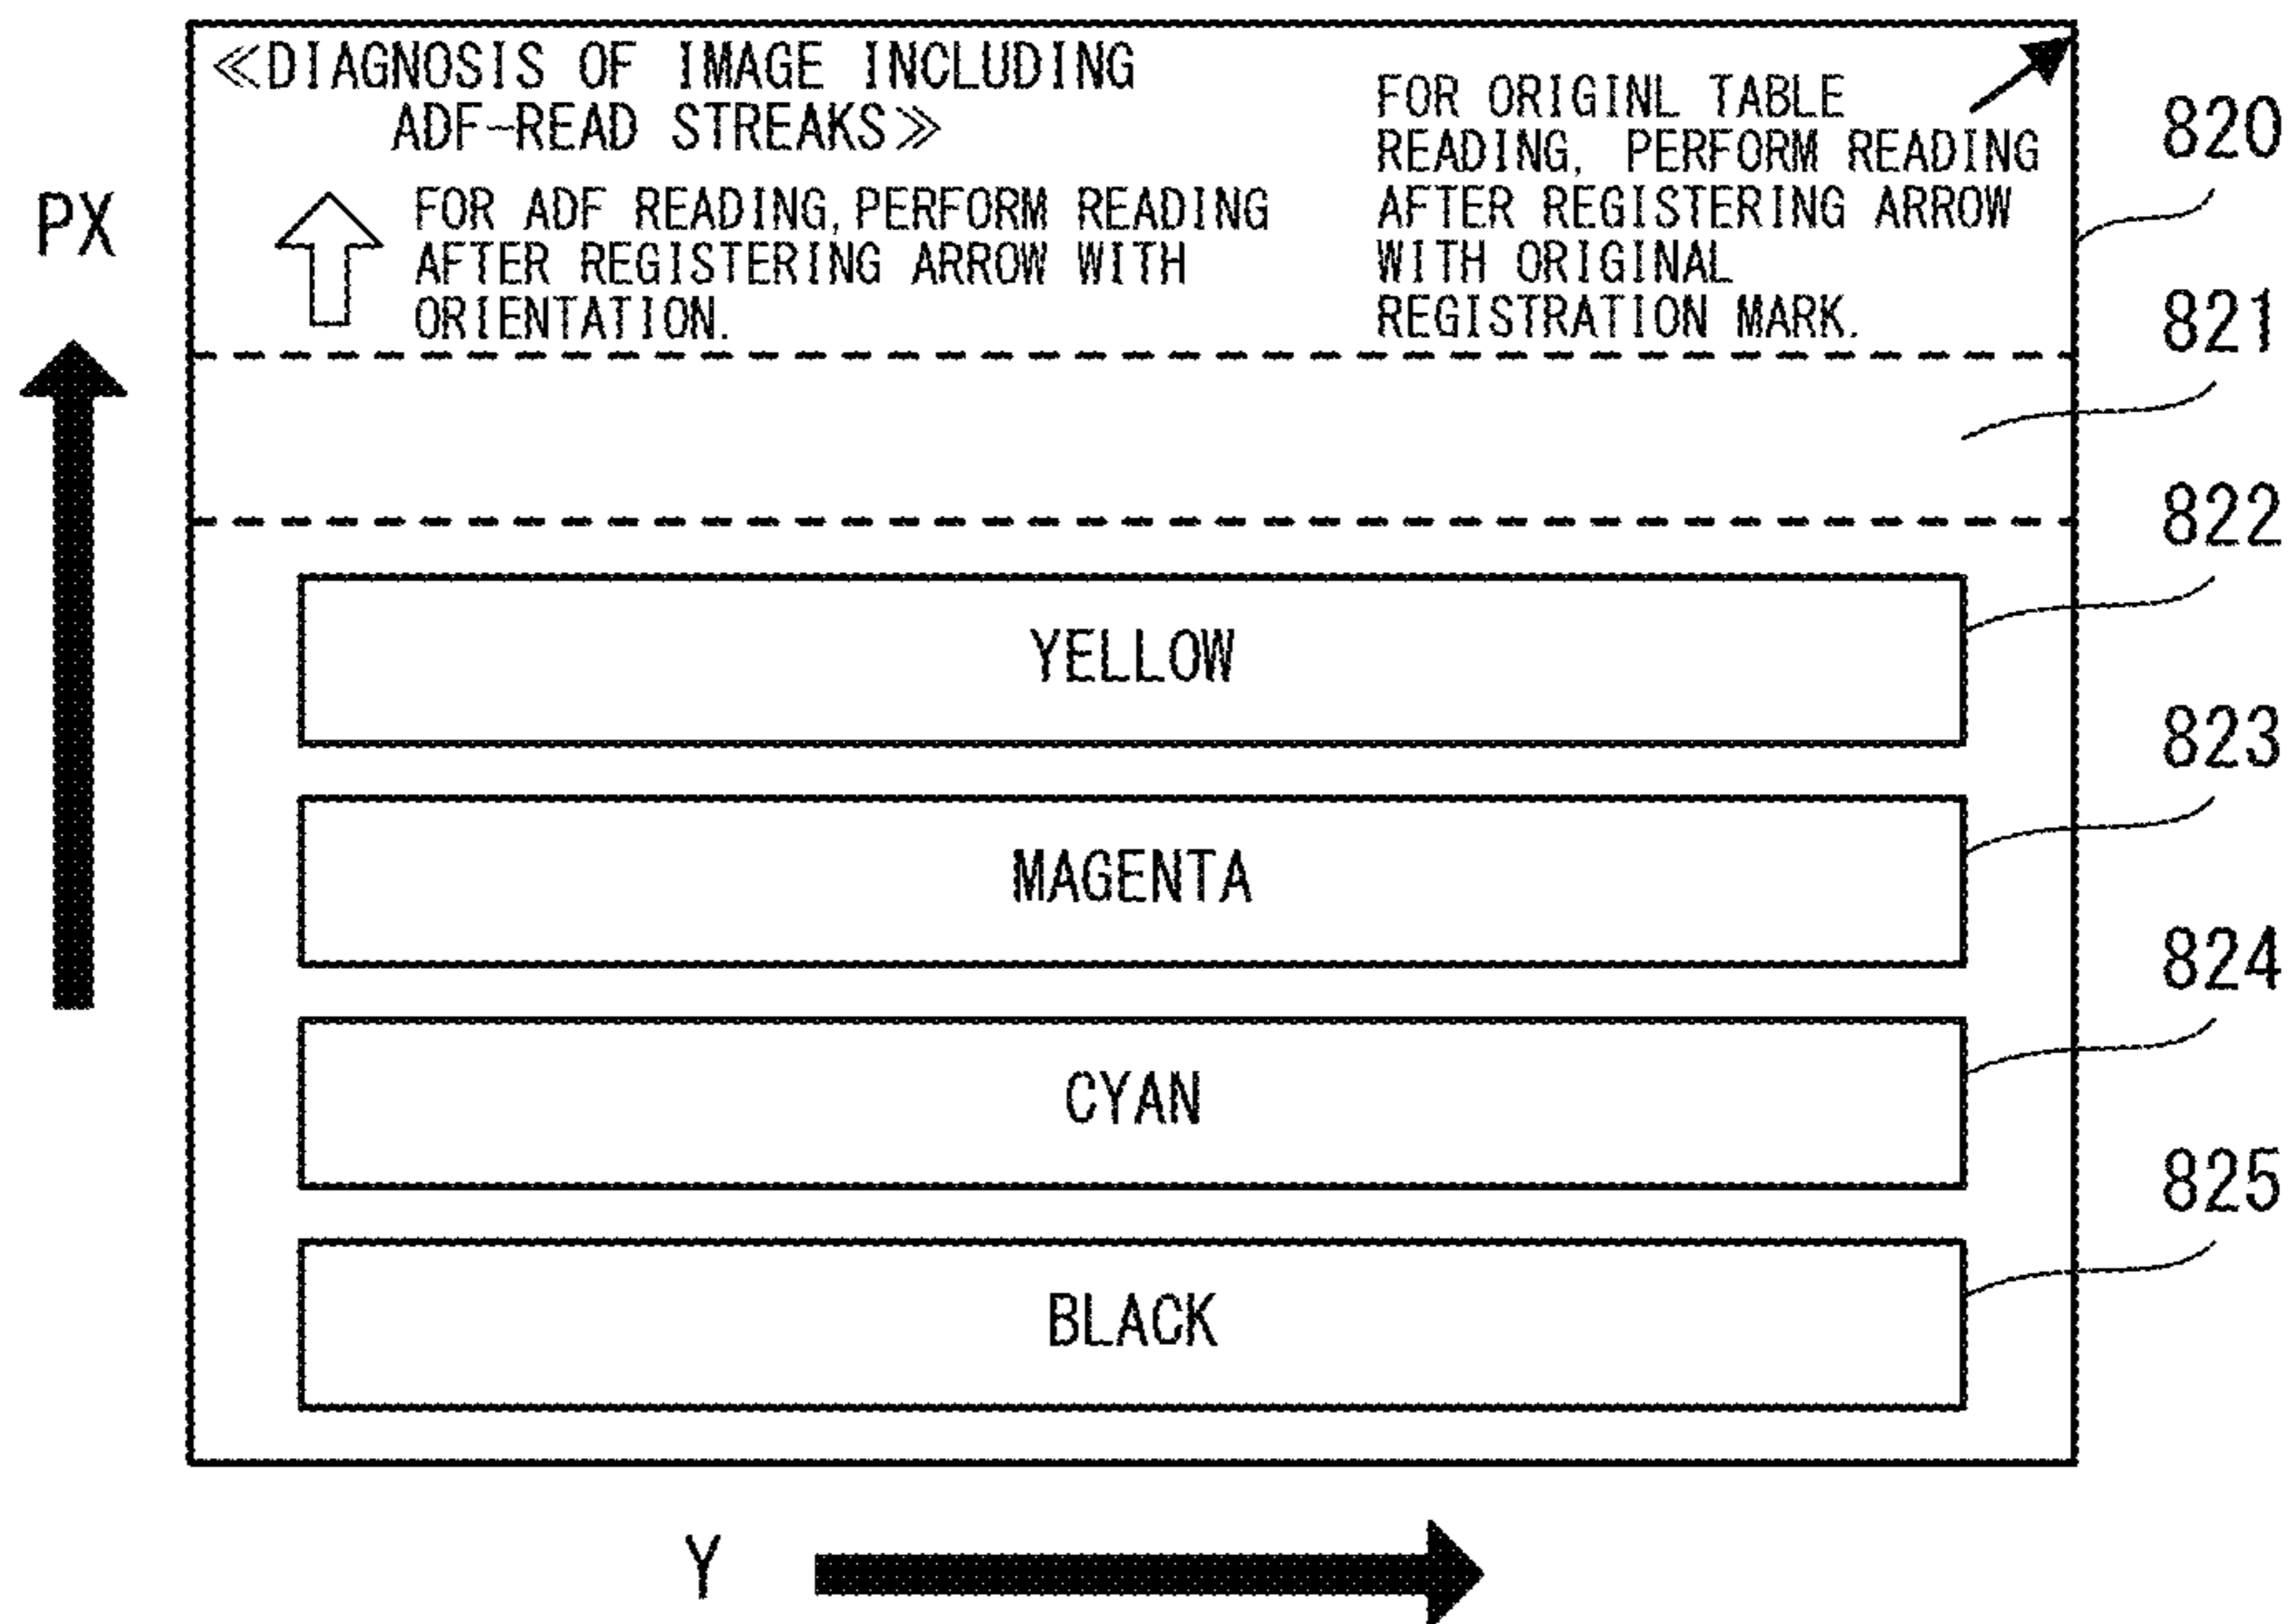 ≪DIAGNOSIS OF IMAGE INCLUDING
ADF-READ STREAKS≫
FOR ADF READING, PERFORM READING
AFTER REGISTERING ARROW WITH
ORIENTATION.
FOR ORIGINL TABLE
READING, PERFORM READING
AFTER REGISTERING ARROW
WITH ORIGINAL
REGISTRATION MARK.
PX
820
821
822
YELLOW
823
MAGENTA
824
CYAN
825
BLACK
Y